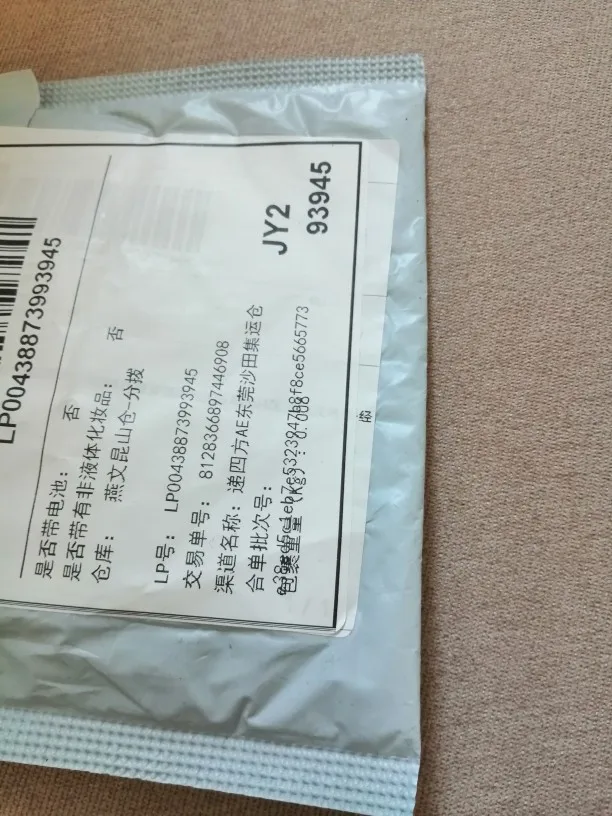 LP00438873993945
是否带电池： 否
是否带有非液体化妆品： 否
仓库： 燕文昆山仓-分拨
LP号： LP00438873993945
交易单号： 8128366897446908
渠道名称： 递四方AE东莞沙田集运仓
合单批次号：
包裹重量（Kg）：0.008
JY2
93945